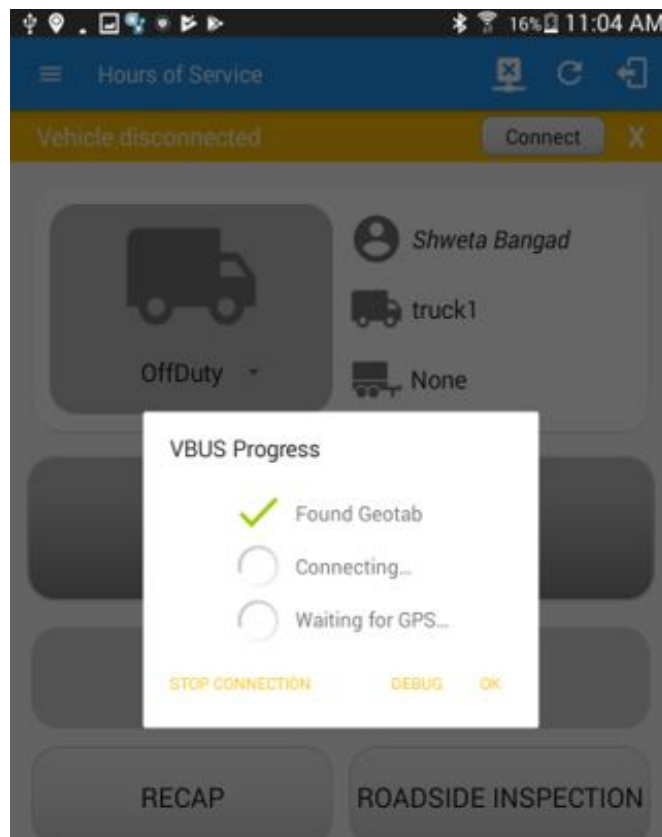 16% 11:04 AM
Hours of Service
Vehicle disconnected Connect X
Shweta Bangad
truck1
OffDuty
None
VBUS Progress
Found Geotab
Connecting...
Waiting for GPS...
STOP CONNECTION DEBUG OK
RECAP ROADSIDE INSPECTION